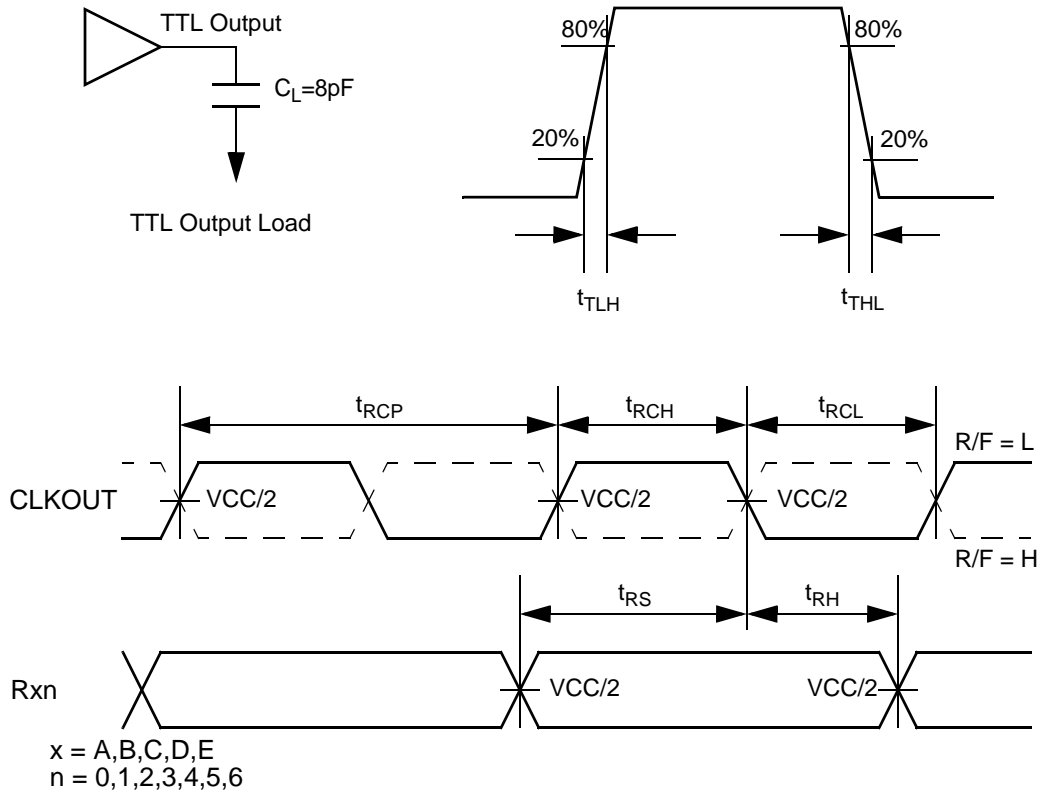 TTL Output
C_L=8pF
TTL Output Load
80% 80%
20% 20%
t_TLH t_THL
t_RCP t_RCH t_RCL
R/F = L
CLKOUT VCC/2 VCC/2 VCC/2
R/F = H
t_RS t_RH
Rxn VCC/2 VCC/2
x = A,B,C,D,E
n = 0,1,2,3,4,5,6